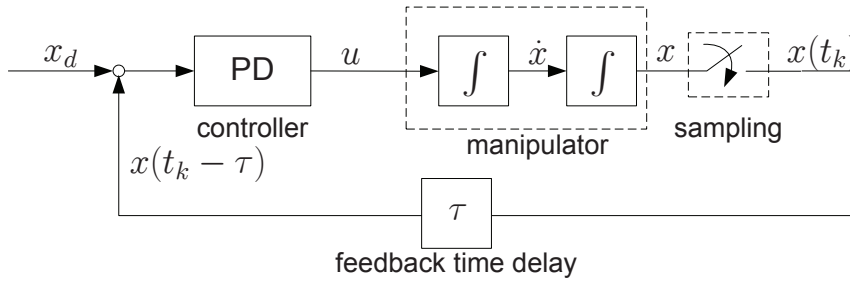 x_d
PD
u
∫
ẋ
∫
x
x(t_k
controller
manipulator
sampling
x(t_k − τ)
τ
feedback time delay